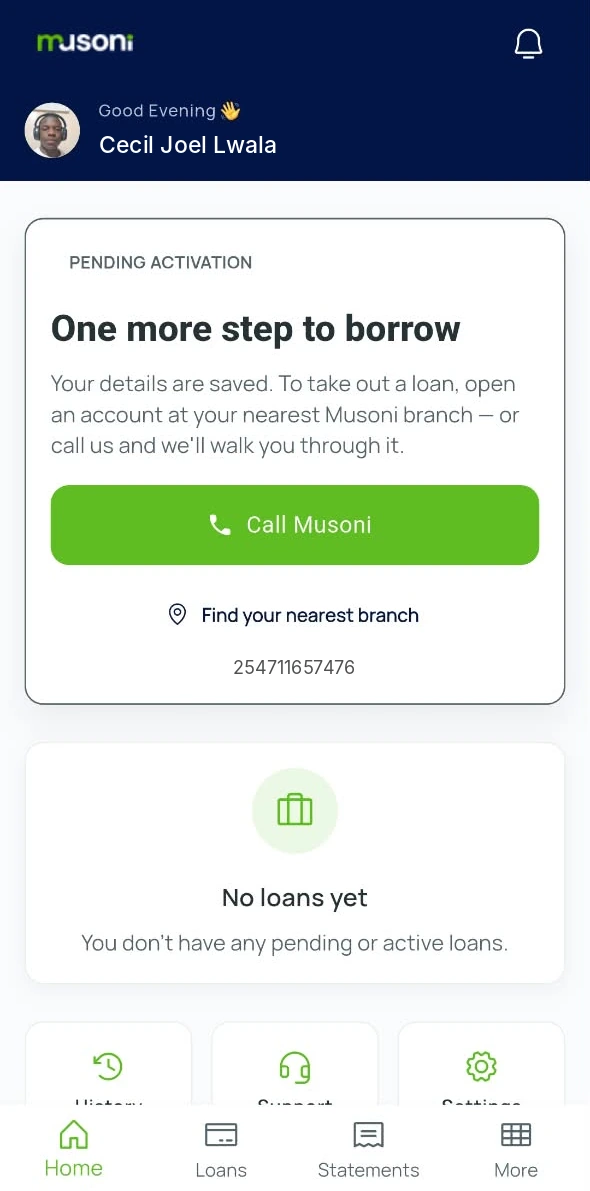 musoni
Good Evening 👋
Cecil Joel Lwala
PENDING ACTIVATION
One more step to borrow
Your details are saved. To take out a loan, open
an account at your nearest Musoni branch — or
call us and we'll walk you through it.
Call Musoni
Find your nearest branch
254711657476
No loans yet
You don't have any pending or active loans.
History
Support
Settings
Home
Loans
Statements
More